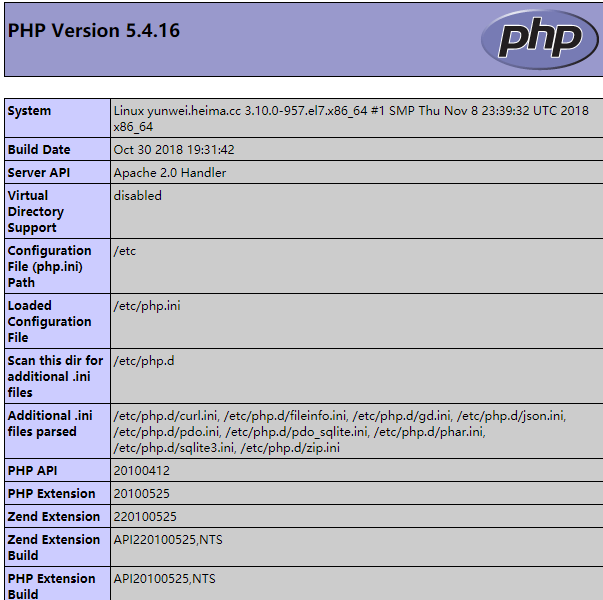 PHP Version 5.4.16
php
System
Linux yunwei.heima.cc 3.10.0-957.el7.x86_64 #1 SMP Thu Nov 8 23:39:32 UTC 2018
x86_64
Build Date
Oct 30 2018 19:31:42
Server API
Apache 2.0 Handler
Virtual
Directory
Support
disabled
Configuration
File (php.ini)
Path
/etc
Loaded
Configuration
File
/etc/php.ini
Scan this dir for
additional .ini
files
/etc/php.d
Additional .ini
files parsed
/etc/php.d/curl.ini, /etc/php.d/fileinfo.ini, /etc/php.d/gd.ini, /etc/php.d/json.ini,
/etc/php.d/pdo.ini, /etc/php.d/pdo_sqlite.ini, /etc/php.d/phar.ini,
/etc/php.d/sqlite3.ini, /etc/php.d/zip.ini
PHP API
20100412
PHP Extension
20100525
Zend Extension
220100525
Zend Extension
Build
API220100525,NTS
PHP Extension
Build
API20100525,NTS